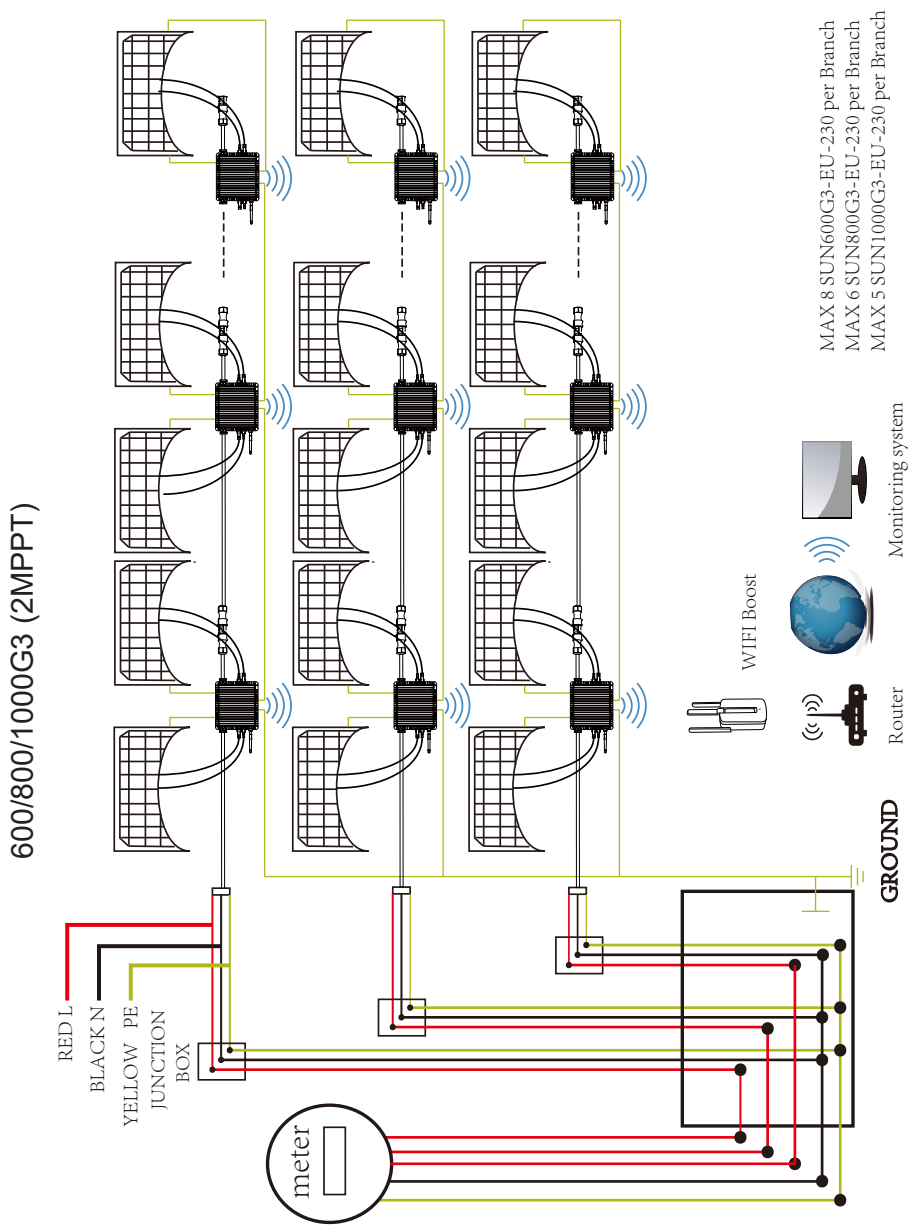 600/800/1000G3 (2MPPT)
RED L
BLACK N
YELLOW PE
JUNCTION
BOX
meter
GROUND
WIFI Boost
Router
Monitoring system
MAX 8 SUN600G3-EU-230 per Branch
MAX 6 SUN800G3-EU-230 per Branch
MAX 5 SUN1000G3-EU-230 per Branch